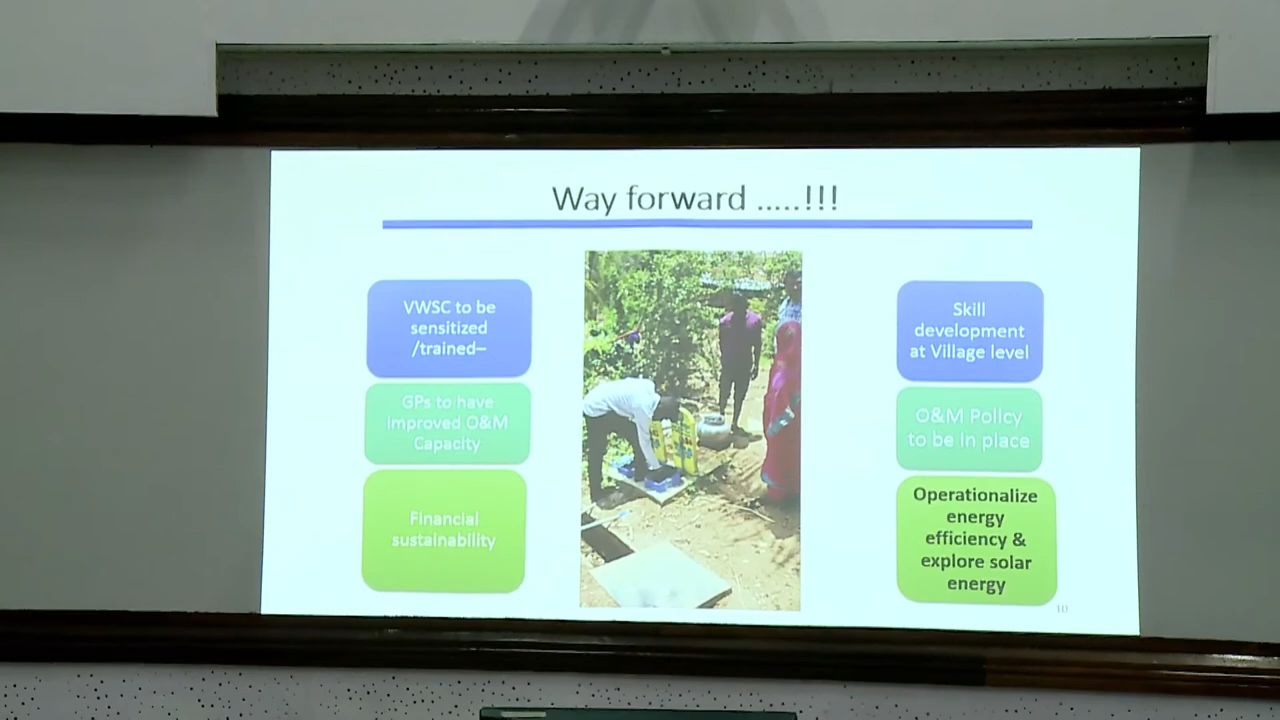 Way forward .....!!!
VWSC to be
sensitized
/trained–
GPs to have
improved O&M
Capacity
Financial
sustainability
Skill
development
at Village level
O&M Policy
to be in place
Operationalize
energy
efficiency &
explore solar
energy
10